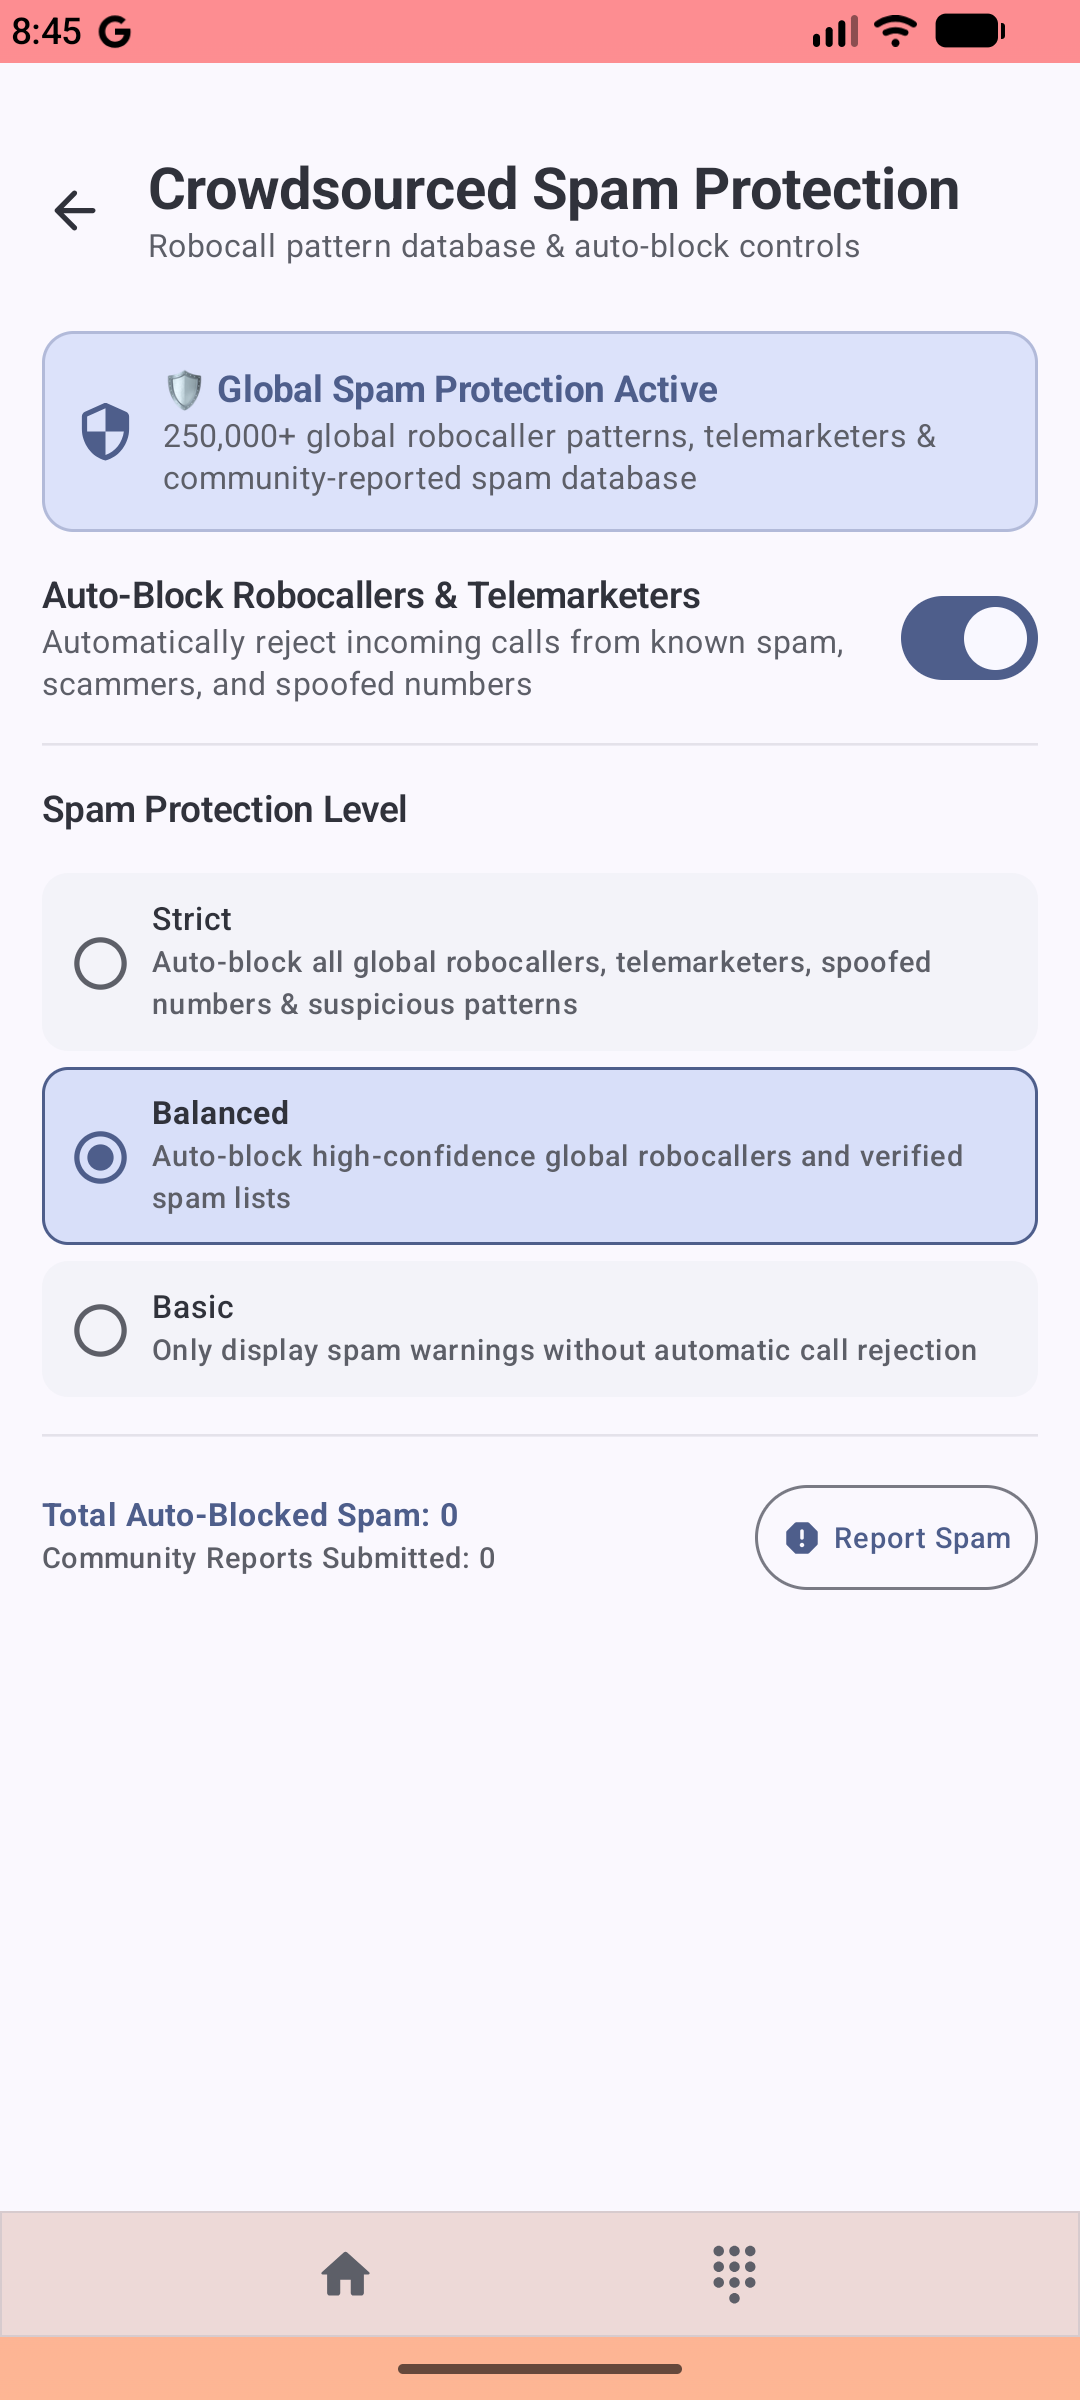 8:45
Crowdsourced Spam Protection
Robocall pattern database & auto-block controls
🛡️ Global Spam Protection Active
250,000+ global robocaller patterns, telemarketers &
community-reported spam database
Auto-Block Robocallers & Telemarketers
Automatically reject incoming calls from known spam,
scammers, and spoofed numbers
Spam Protection Level
Strict
Auto-block all global robocallers, telemarketers, spoofed
numbers & suspicious patterns
Balanced
Auto-block high-confidence global robocallers and verified
spam lists
Basic
Only display spam warnings without automatic call rejection
Total Auto-Blocked Spam: 0
Community Reports Submitted: 0
Report Spam